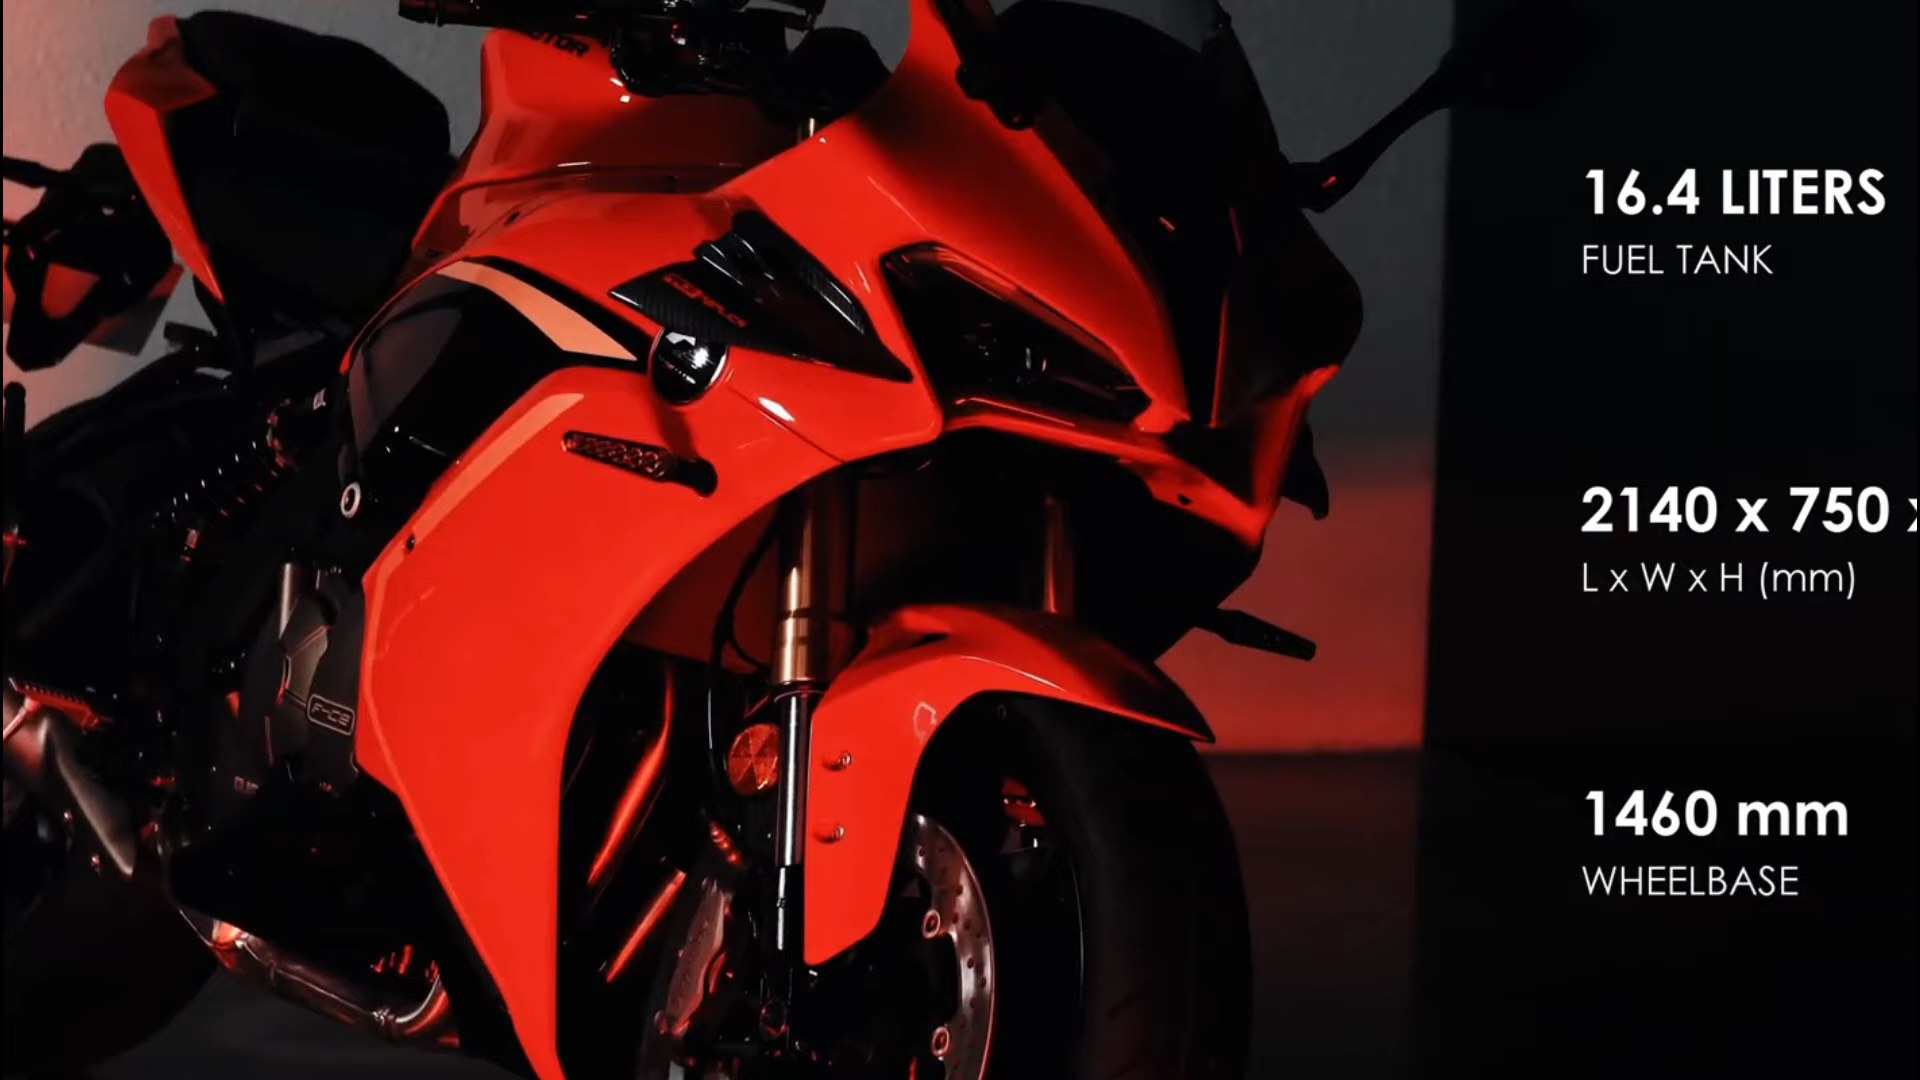 16.4 LITERS
FUEL TANK
2140 x 750
L x W x H (mm)
1460 mm
WHEELBASE